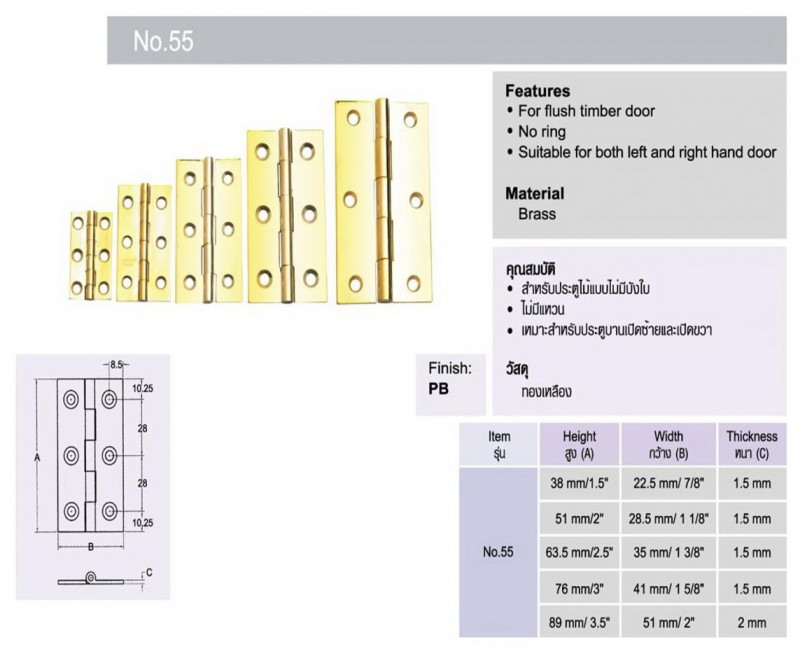 No.55
Features
• For flush timber door
• No ring
• Suitable for both left and right hand door
Material
Brass
คุณสมบัติ
• สำหรับประตูไม้แบบไม่มีบังใบ
• ไม่มีแหวน
• เหมาะสำหรับประตูบานเปิดซ้ายและเปิดขวา
วัสดุ
ทองเหลือง
Finish:
PB
8.5
10.25
28
A
28
10.25
B
C
Item Height Width Thickness
รุ่น สูง (A) กว้าง (B) หนา (C)
38 mm/1.5" 22.5 mm/ 7/8" 1.5 mm
51 mm/2" 28.5 mm/ 1 1/8" 1.5 mm
No.55 63.5 mm/2.5" 35 mm/ 1 3/8" 1.5 mm
76 mm/3" 41 mm/ 1 5/8" 1.5 mm
89 mm/ 3.5" 51 mm/ 2" 2 mm